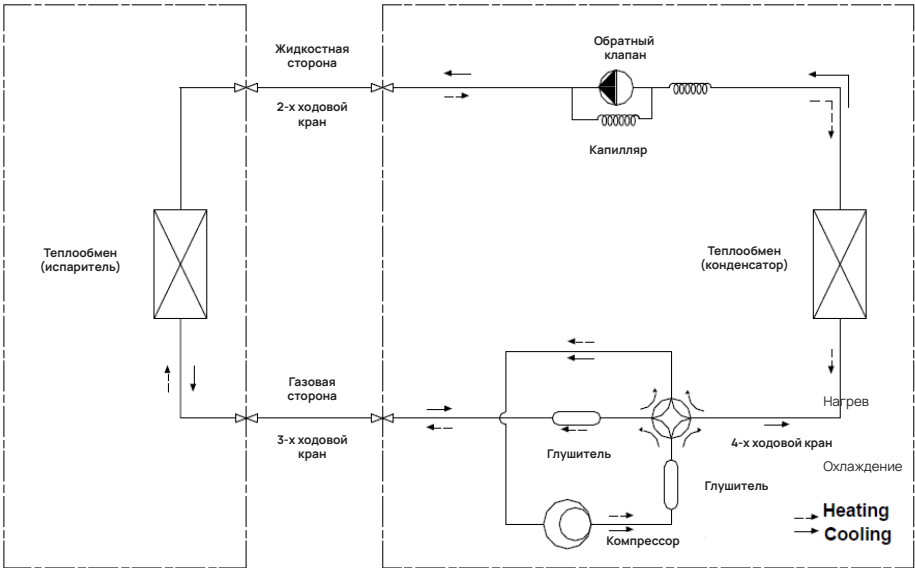 Жидкостная
сторона
2-х ходовой
кран
Обратный
клапан
Капилляр
Теплообмен
(испаритель)
Теплообмен
(конденсатор)
Газовая
сторона
3-х ходовой
кран
Нагрев
4-х ходовой кран
Глушитель
Охлаждение
Глушитель
Heating
Cooling
Компрессор